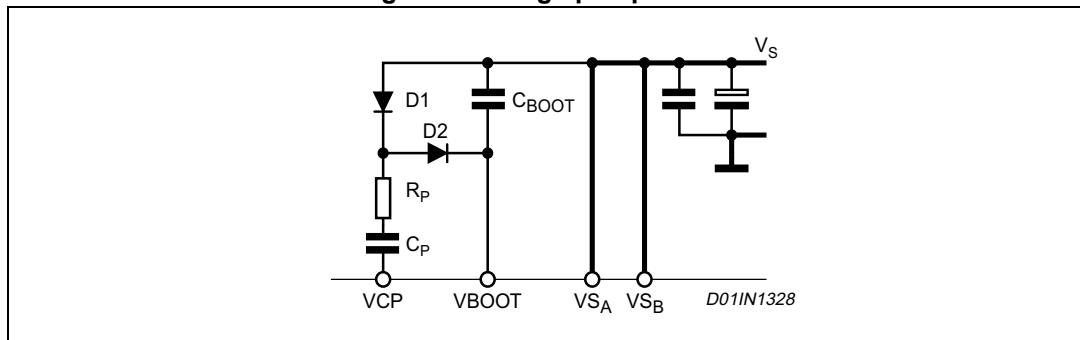 V_S
D1
C_BOOT
D2
R_P
C_P
VCP VBOOT VS_A VS_B D01IN1328